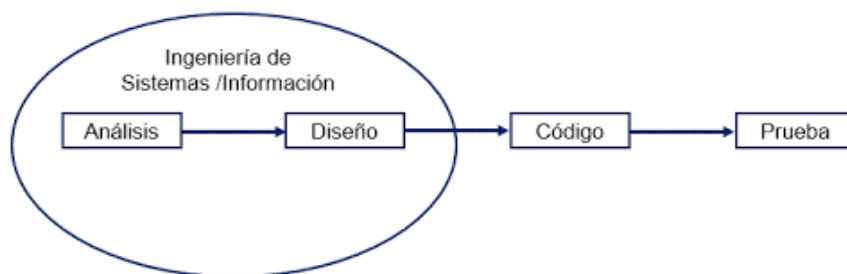 Ingeniería de
Sistemas /Información
Análisis
Diseño
Código
Prueba